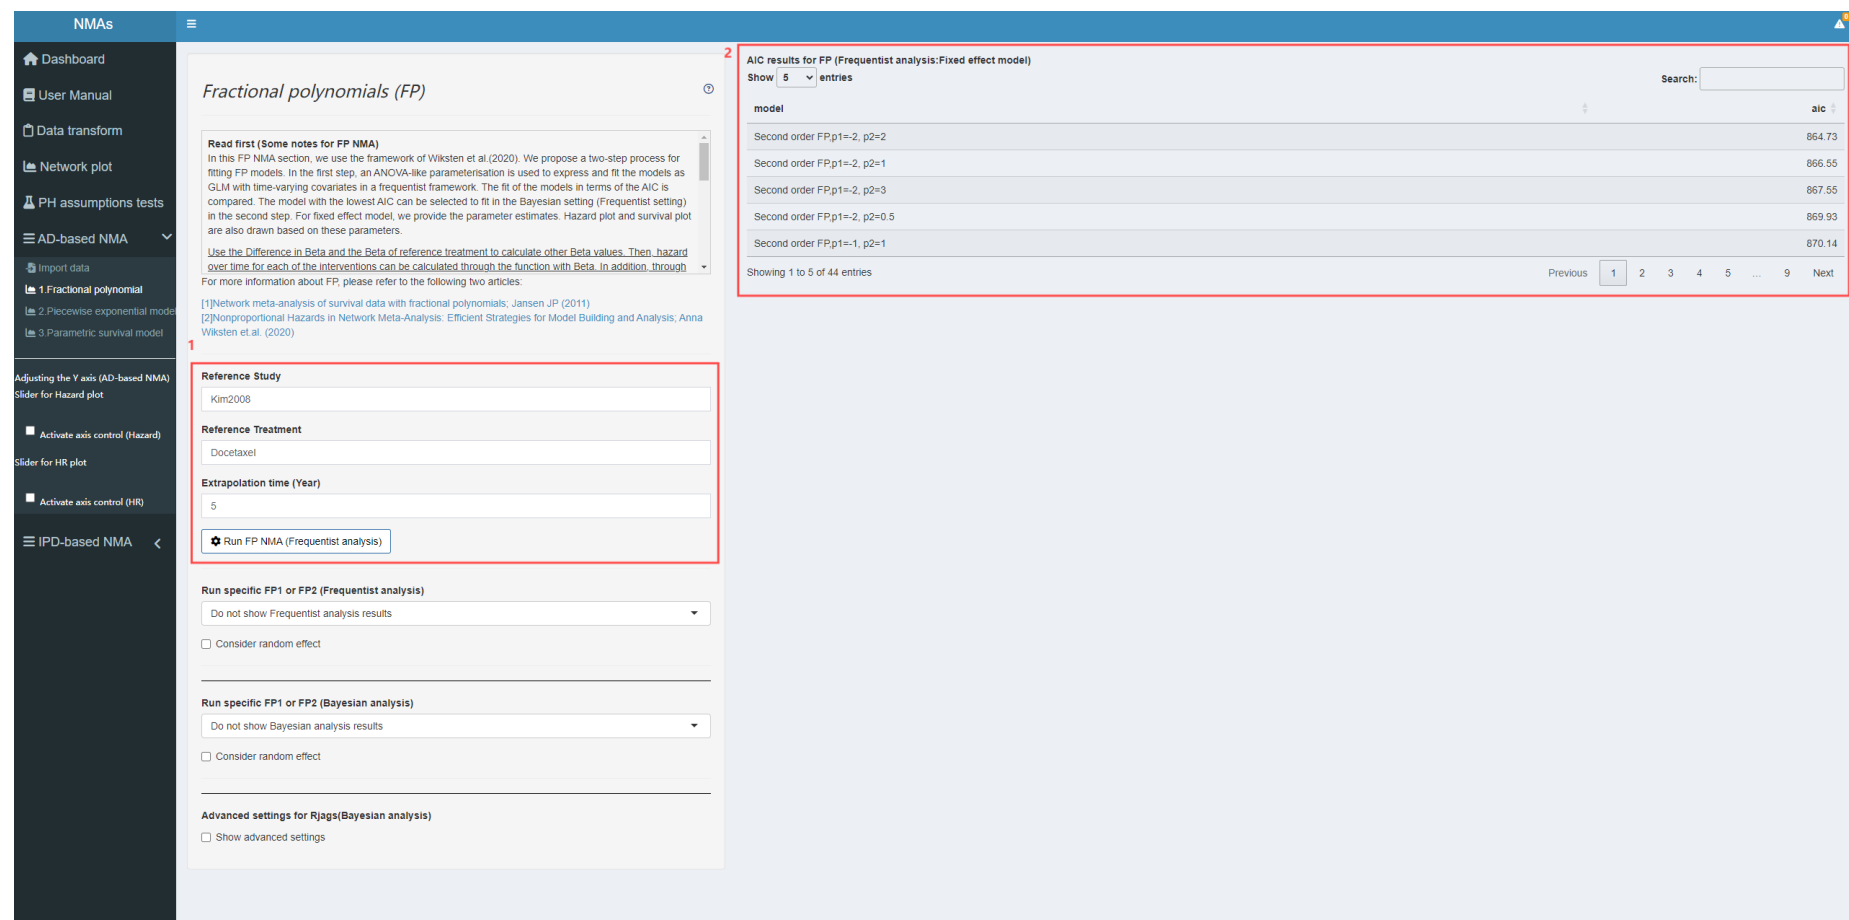 NMAs
Dashboard
User Manual
Data transform
Network plot
PH assumptions tests
AD-based NMA
Import data
1.Fractional polynomial
2.Piecewise exponential mode
3.Parametric survival model
Adjusting the Y axis (AD-based NMA)
Slider for Hazard plot
Activate axis control (Hazard)
Slider for HR plot
Activate axis control (HR)
IPD-based NMA
Fractional polynomials (FP)
Read first (Some notes for FP NMA)
In this FP NMA section, we use the framework of Wiksten et al.(2020). We propose a two-step process for
fitting FP models. In the first step, an ANOVA-like parameterisation is used to express and fit the models as
GLM with time-varying covariates in a frequentist framework. The fit of the models in terms of the AIC is
compared. The model with the lowest AIC can be selected to fit in the Bayesian setting (Frequentist setting)
in the second step. For fixed effect model, we provide the parameter estimates. Hazard plot and survival plot
are also drawn based on these parameters.
Use the Difference in Beta and the Beta of reference treatment to calculate other Beta values. Then, hazard
over time for each of the interventions can be calculated through the function with Beta. In addition, through
For more information about FP, please refer to the following two articles:
[1]Network meta-analysis of survival data with fractional polynomials; Jansen JP (2011)
[2]Nonproportional Hazards in Network Meta-Analysis: Efficient Strategies for Model Building and Analysis; Anna
Wiksten et.al. (2020)
1
Reference Study
Kim2008
Reference Treatment
Docetaxel
Extrapolation time (Year)
5
Run FP NMA (Frequentist analysis)
Run specific FP1 or FP2 (Frequentist analysis)
Do not show Frequentist analysis results
Consider random effect
Run specific FP1 or FP2 (Bayesian analysis)
Do not show Bayesian analysis results
Consider random effect
Advanced settings for Rjags(Bayesian analysis)
Show advanced settings
2
AIC results for FP (Frequentist analysis:Fixed effect model)
Show 5 entries
Search:
model aic
Second order FP,p1=-2, p2=2 864.73
Second order FP,p1=-2, p2=1 866.55
Second order FP,p1=-2, p2=3 867.55
Second order FP,p1=-2, p2=0.5 869.93
Second order FP,p1=-1, p2=1 870.14
Showing 1 to 5 of 44 entries
Previous 1 2 3 4 5 … 9 Next